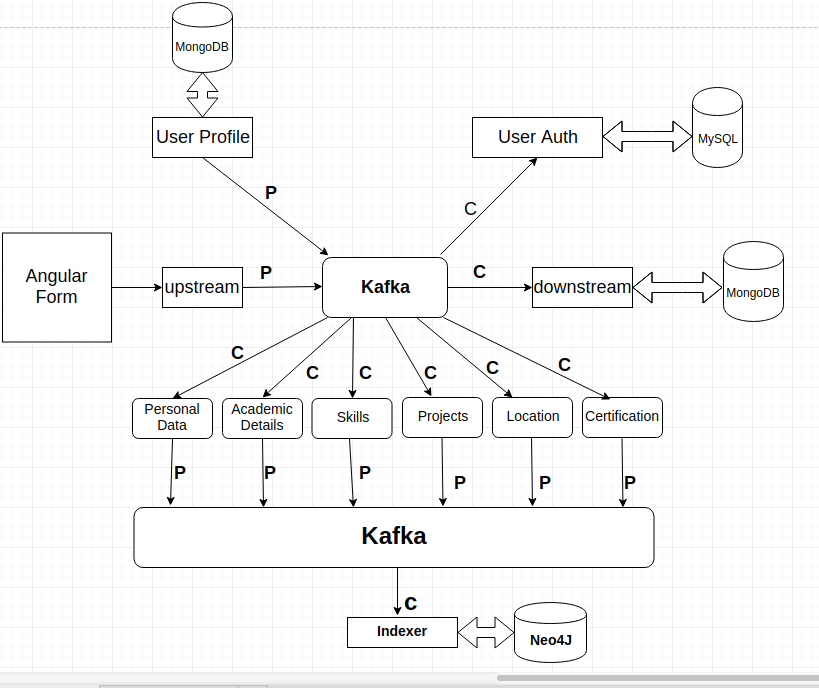 MongoDB
User Profile
User Auth
MySQL
P
C
Angular
Form
upstream
P
Kafka
C
downstream
MongoDB
C
C
C
C
C
C
Personal
Data
Academic
Details
Skills
Projects
Location
Certification
P
P
P
P
P
P
Kafka
c
Indexer
Neo4J